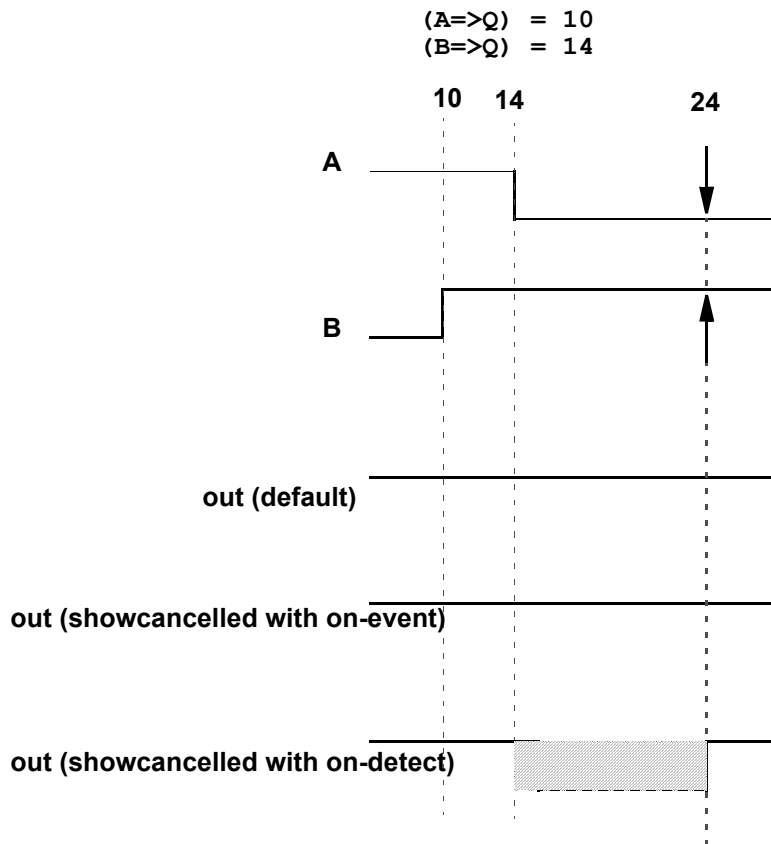 (A=>Q) = 10
(B=>Q) = 14
10 14 24
A
B
out (default)
out (showcancelled with on-event)
out (showcancelled with on-detect)